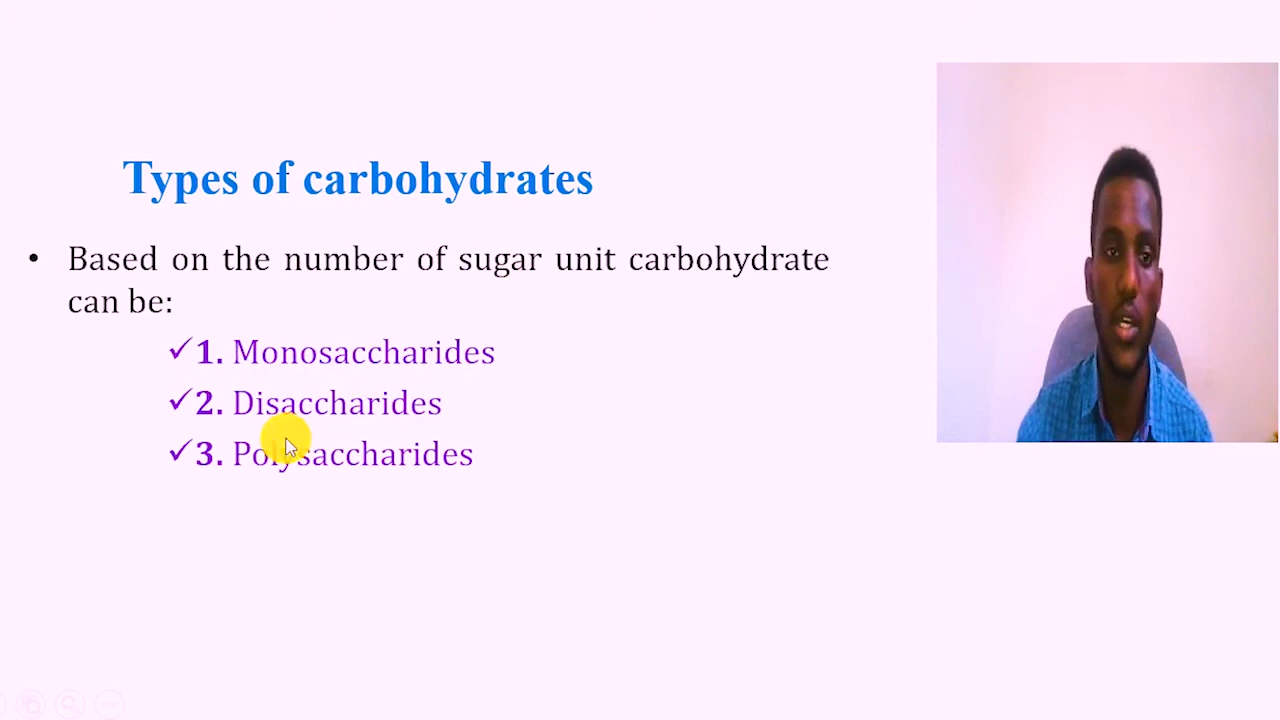 Types of carbohydrates
• Based on the number of sugar unit carbohydrate
can be:
✓ 1. Monosaccharides
✓ 2. Disaccharides
✓ 3. Polysaccharides